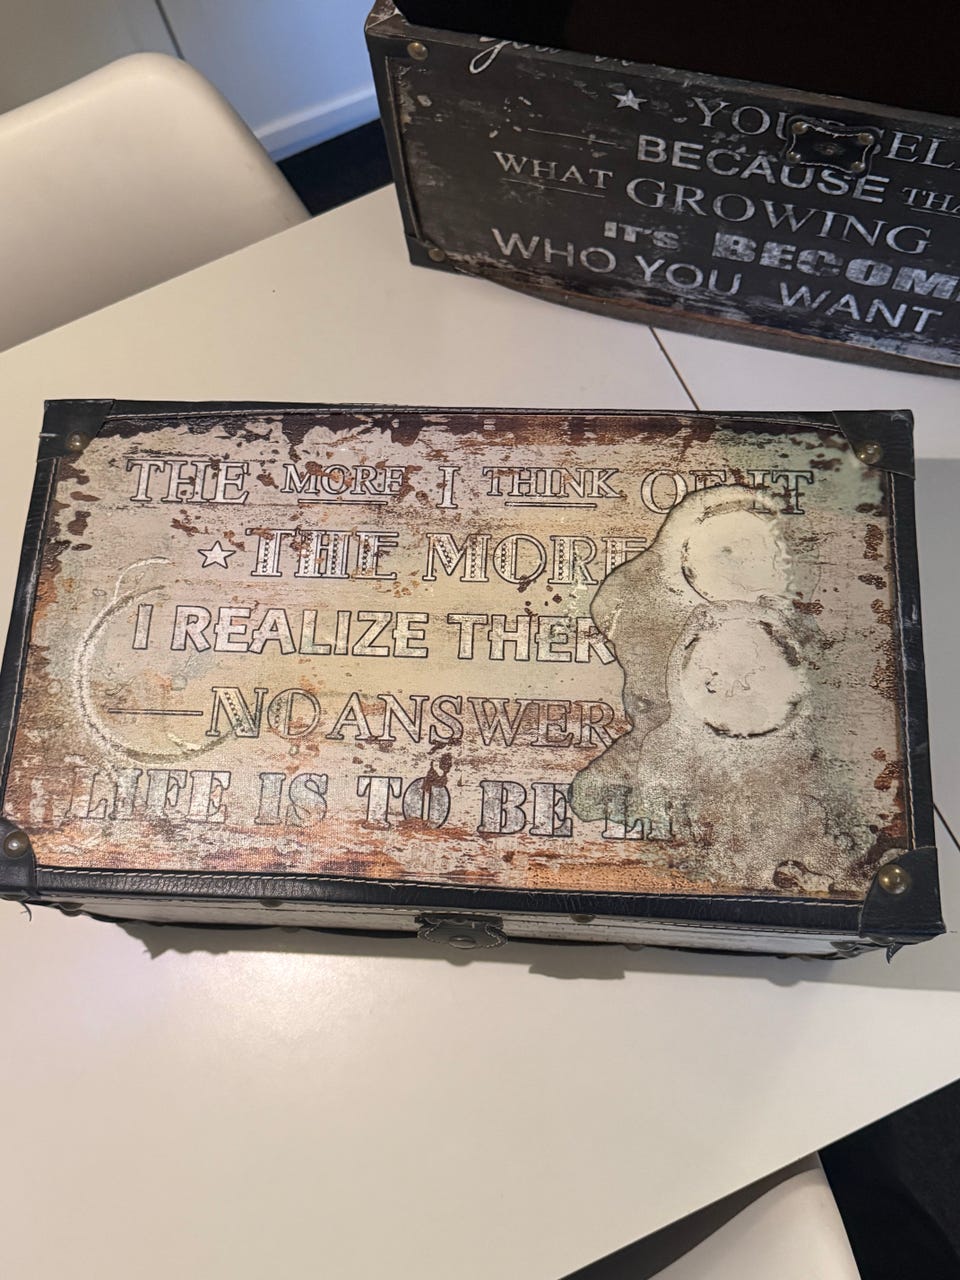 YOU
BECAUSE
WHAT GROWING
IT'S BECOM
WHO YOU WANT
THE MORE I THINK OF IT
THE MORE
I REALIZE THER
NO ANSWER
LIFE IS TO BE LI